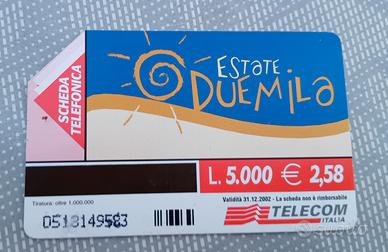 ESTATE
DUEMILA
SCHEDA
TELEFONICA
L. 5.000 € 2,58
Tiratura: oltre 1.000.000
Validità 31.12.2002 - La scheda non è rimborsabile
TELECOM
ITALIA